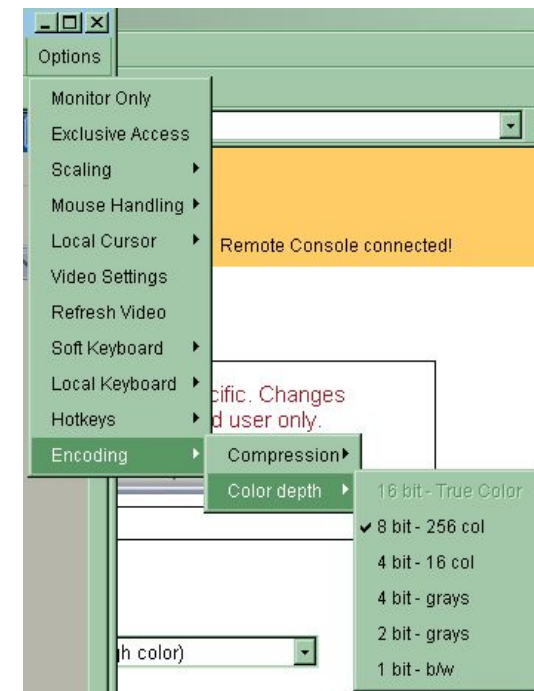 Options
Monitor Only
Exclusive Access
Scaling
Mouse Handling
Local Cursor
Remote Console connected!
Video Settings
Refresh Video
Soft Keyboard
Local Keyboard
cific. Changes
Hotkeys
d user only.
Encoding
Compression
Color depth
16 bit - True Color
8 bit - 256 col
4 bit - 16 col
4 bit - grays
2 bit - grays
gh color)
1 bit - b/w